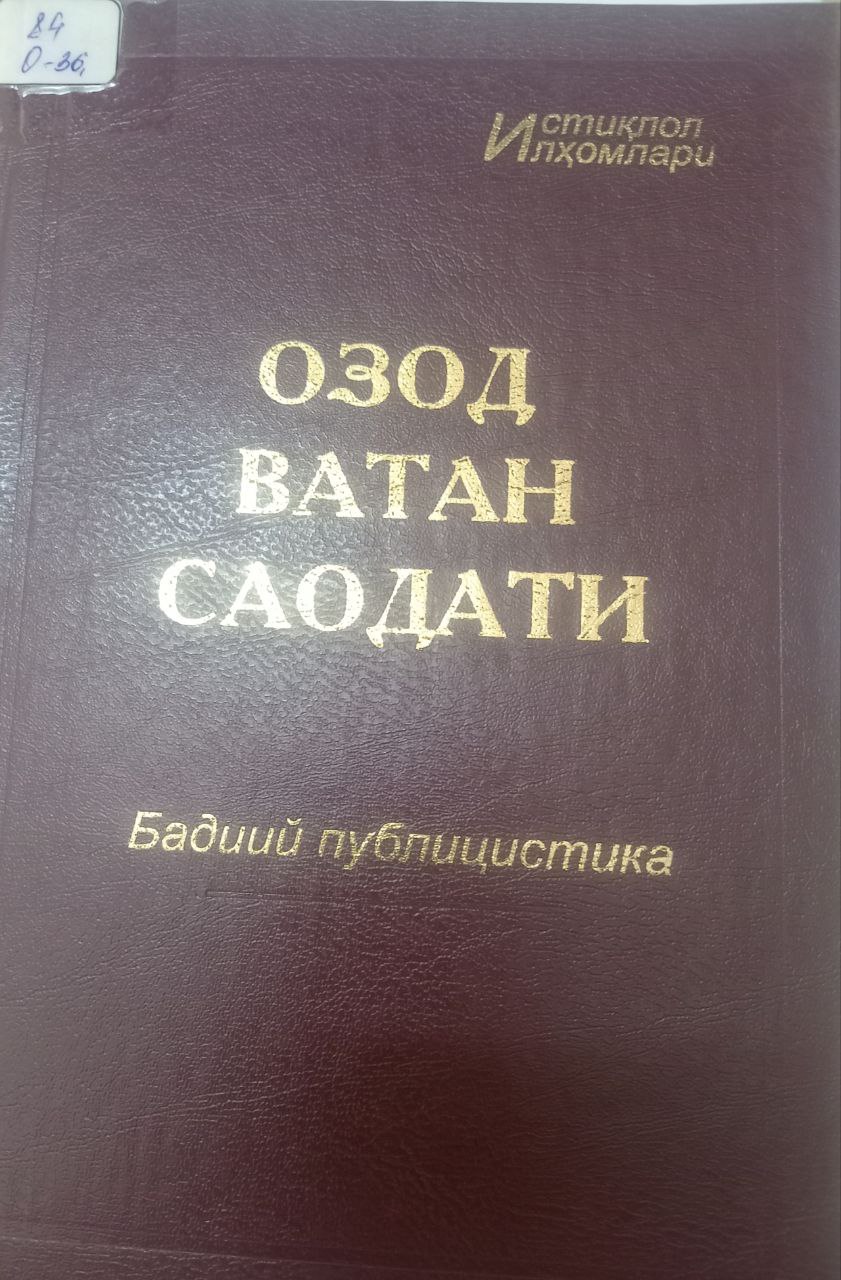 84
О-36
Истиқлол
Илҳомлари
ОЗОД
ВАТАН
САОДАТИ
Бадиий публицистика